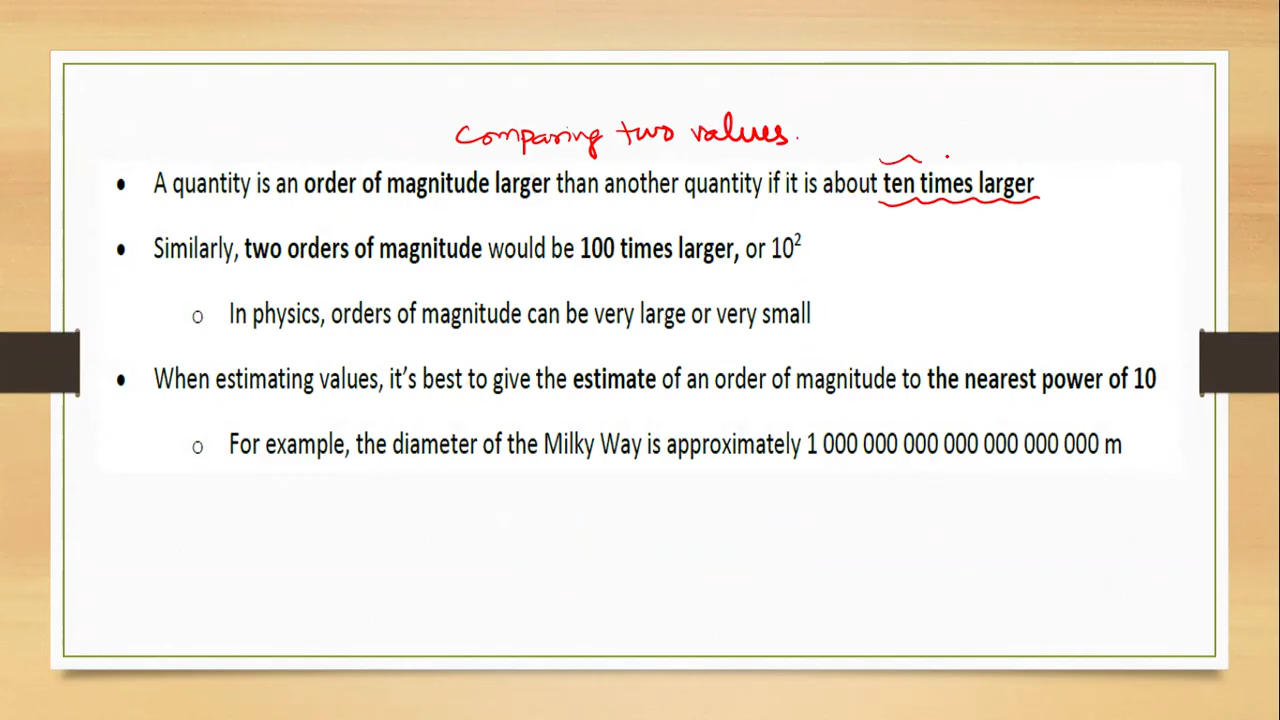 Comparing two values.
• A quantity is an order of magnitude larger than another quantity if it is about ten times larger
• Similarly, two orders of magnitude would be 100 times larger, or 10²
o In physics, orders of magnitude can be very large or very small
• When estimating values, it’s best to give the estimate of an order of magnitude to the nearest power of 10
o For example, the diameter of the Milky Way is approximately 1 000 000 000 000 000 000 000 m